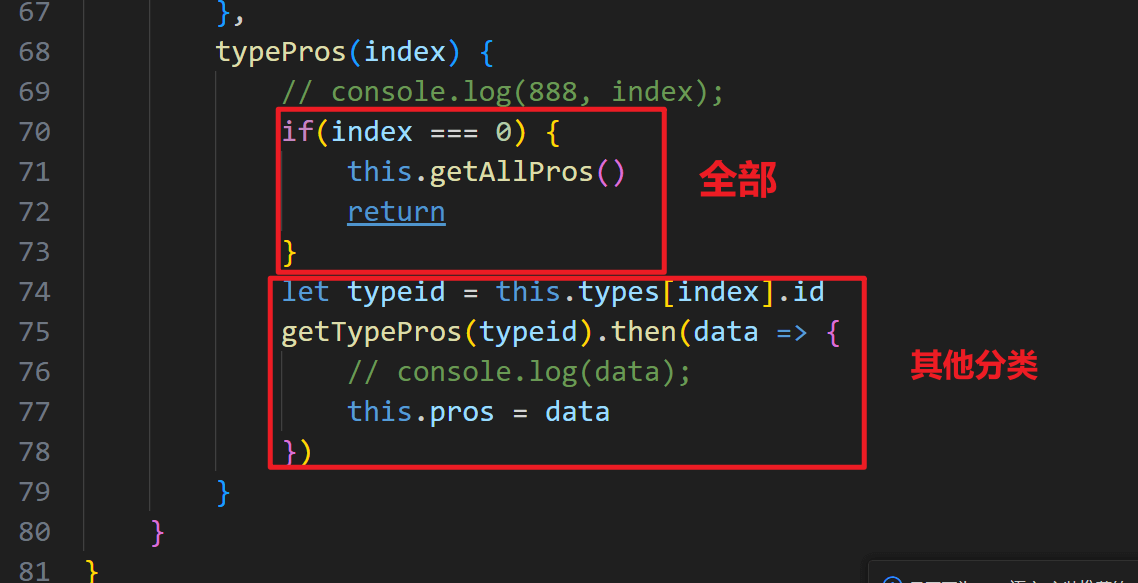 67 },
68 typePros(index) {
69 // console.log(888, index);
70 if(index === 0) {
71 this.getAllPros()
全部
72 return
73 }
74 let typeid = this.types[index].id
75 getTypePros(typeid).then(data => {
76 // console.log(data);
其他分类
77 this.pros = data
78 })
79 }
80 }
81 }